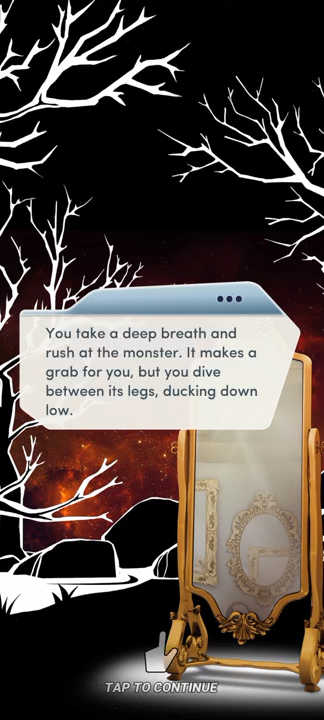 You take a deep breath and
rush at the monster. It makes a
grab for you, but you dive
between its legs, ducking down
low.
TAP TO CONTINUE